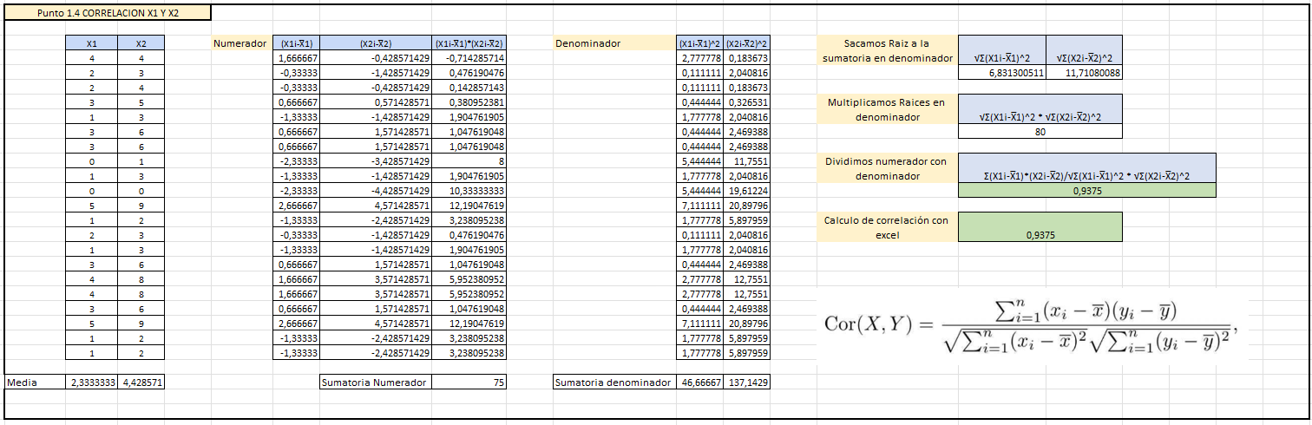 Punto 1.4 CORRELACION X1 Y X2
X1 X2 Numerador (X1i-X̅1) (X2i-X̅2) (X1i-X̅1)*(X2i-X̅2) Denominador (X1i-X̅1)^2 (X2i-X̅2)^2
4 4 1,666667 -0,428571429 -0,714285714 2,777778 0,183673
2 3 -0,33333 -1,428571429 0,476190476 0,111111 2,040816
2 4 -0,33333 -0,428571429 0,142857143 0,111111 0,183673
3 5 0,666667 0,571428571 0,380952381 0,444444 0,326531
1 3 -1,33333 -1,428571429 1,904761905 1,777778 2,040816
3 6 0,666667 1,571428571 1,047619048 0,444444 2,469388
3 6 0,666667 1,571428571 1,047619048 0,444444 2,469388
0 1 -2,33333 -3,428571429 8 5,444444 11,7551
1 3 -1,33333 -1,428571429 1,904761905 1,777778 2,040816
0 0 -2,33333 -4,428571429 10,33333333 5,444444 19,61224
5 9 2,666667 4,571428571 12,19047619 7,111111 20,89796
1 2 -1,33333 -2,428571429 3,238095238 1,777778 5,897959
2 3 -0,33333 -1,428571429 0,476190476 0,111111 2,040816
1 3 -1,33333 -1,428571429 1,904761905 1,777778 2,040816
3 6 0,666667 1,571428571 1,047619048 0,444444 2,469388
4 8 1,666667 3,571428571 5,952380952 2,777778 12,7551
4 8 1,666667 3,571428571 5,952380952 2,777778 12,7551
3 6 0,666667 1,571428571 1,047619048 0,444444 2,469388
5 9 2,666667 4,571428571 12,19047619 7,111111 20,89796
1 2 -1,33333 -2,428571429 3,238095238 1,777778 5,897959
1 2 -1,33333 -2,428571429 3,238095238 1,777778 5,897959
Media 2,3333333 4,428571 Sumatoria Numerador 75 Sumatoria denominador 46,66667 137,1429
Sacamos Raiz a la
sumatoria en denominador
√Σ(X1i-X̅1)^2 √Σ(X2i-X̅2)^2
6,831300511 11,71080088
Multiplicamos Raices en
denominador
√Σ(X1i-X̅1)^2 * √Σ(X2i-X̅2)^2
80
Dividimos numerador con
denominador
Σ(X1i-X̅1)*(X2i-X̅2)/√Σ(X1i-X̅1)^2 * √Σ(X2i-X̅2)^2
0,9375
Calculo de correlación con
excel
0,9375
Cor(X, Y) = ∑ⁿᵢ₌₁(xᵢ − x̅)(yᵢ − y̅) / √∑ⁿᵢ₌₁(xᵢ − x̅)² √∑ⁿᵢ₌₁(yᵢ − y̅)² ,